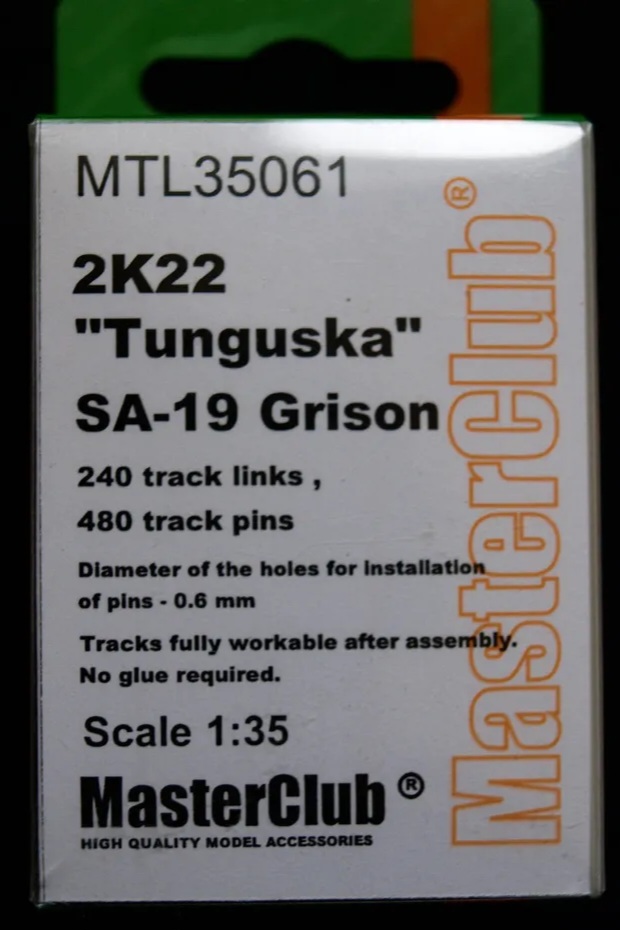 MTL35061
2K22
"Tunguska"
SA-19 Grison
240 track links ,
480 track pins
Diameter of the holes for installation
of pins - 0.6 mm
Tracks fully workable after assembly.
No glue required.
Scale 1:35
MasterClub ®
HIGH QUALITY MODEL ACCESSORIES
MasterClub®